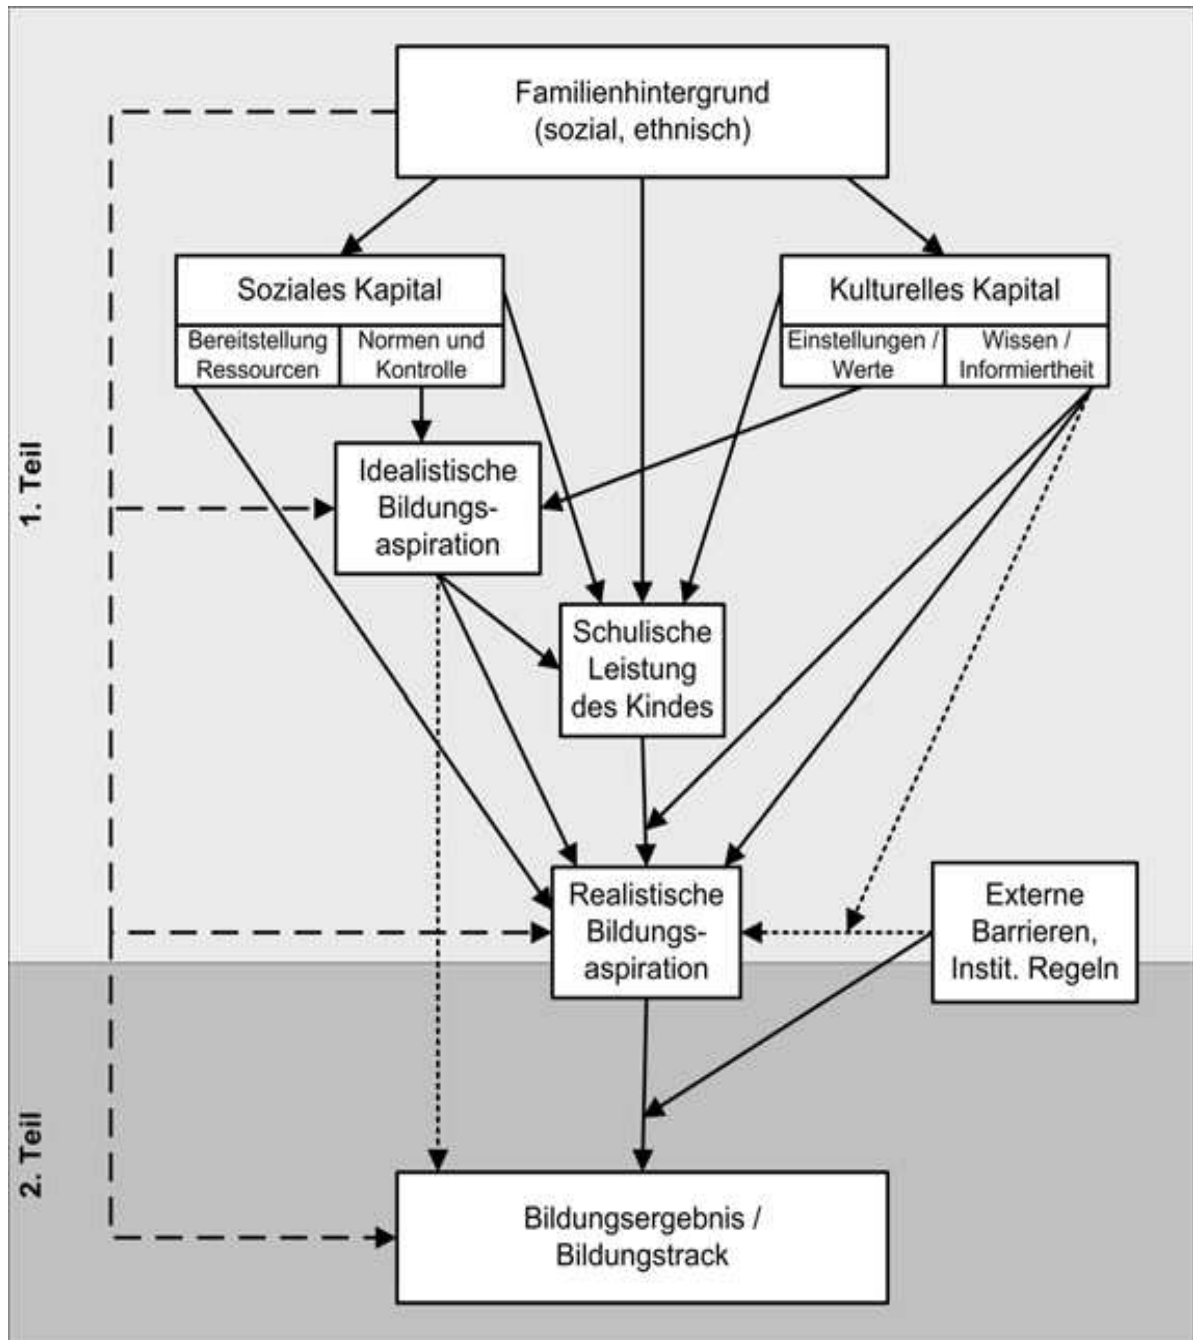 Familienhintergrund
(sozial, ethnisch)
Soziales Kapital
Bereitstellung
Ressourcen
Normen und
Kontrolle
Kulturelles Kapital
Einstellungen /
Werte
Wissen /
Informiertheit
1. Teil
Idealistische
Bildungs-
aspiration
Schulische
Leistung
des Kindes
Realistische
Bildungs-
aspiration
Externe
Barrieren,
Instit. Regeln
2. Teil
Bildungsergebnis /
Bildungstrack